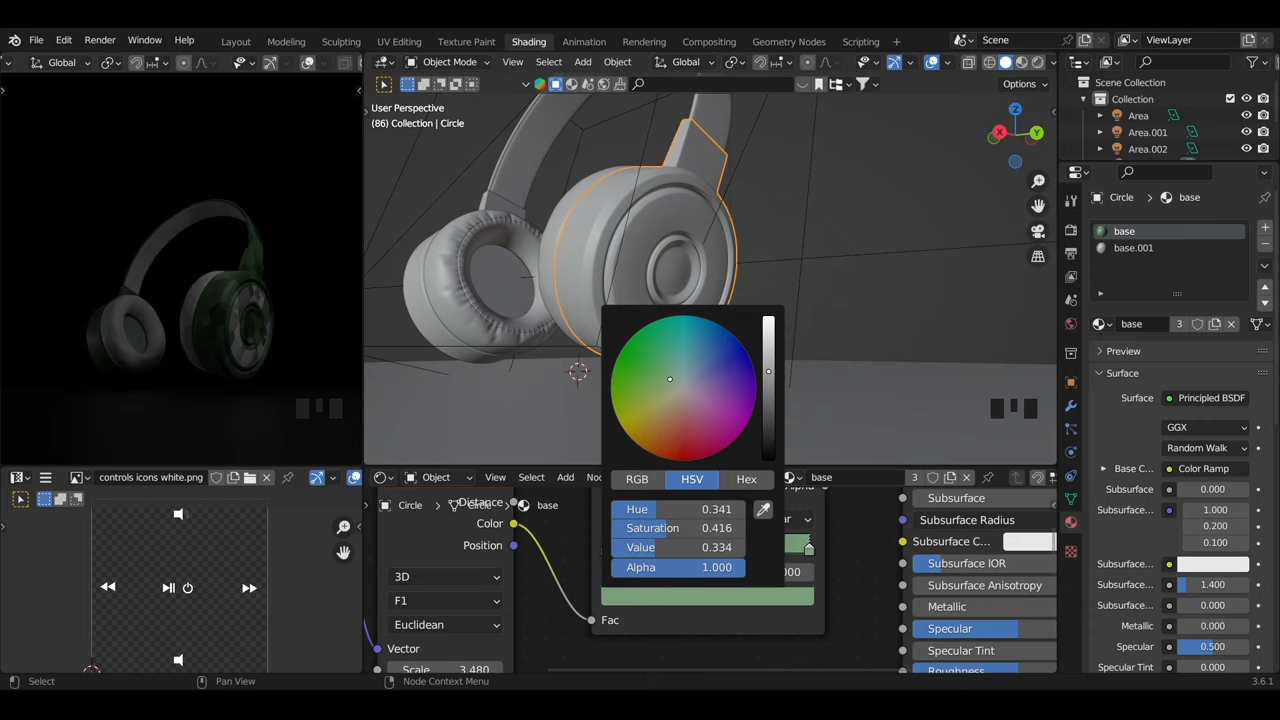 File Edit Render Window Help Layout Modeling Sculpting UV Editing Texture Paint Shading Animation Rendering Compositing Geometry Nodes Scripting + Scene ViewLayer
Global Object Mode View Select Add Object Global
Options
User Perspective
(86) Collection | Circle
X Y Z
Scene Collection
Collection
Area
Area.001
Area.002
Circle base
base
base.001
base 3
Preview
Surface
Surface Principled BSDF
GGX
Random Walk
Base C... Color Ramp
Subsurface 0.000
Subsurface... 1.000
0.200
0.100
Subsurface...
Subsurface... 1.400
Subsurface... 0.000
Metallic 0.000
Specular 0.500
Specular Tint 0.000
RGB HSV Hex
Hue 0.341
Saturation 0.416
Value 0.334
Alpha 1.000
controls icons white.png
Object View Select Add base 3
Circle base
Distance
Color
Position
3D
F1
Euclidean
Vector
Scale 3.480
Fac
Subsurface
Subsurface Radius
Subsurface C...
Subsurface IOR
Subsurface Anisotropy
Metallic
Specular
Specular Tint
Roughness
Select Pan View Node Context Menu 3.6.1